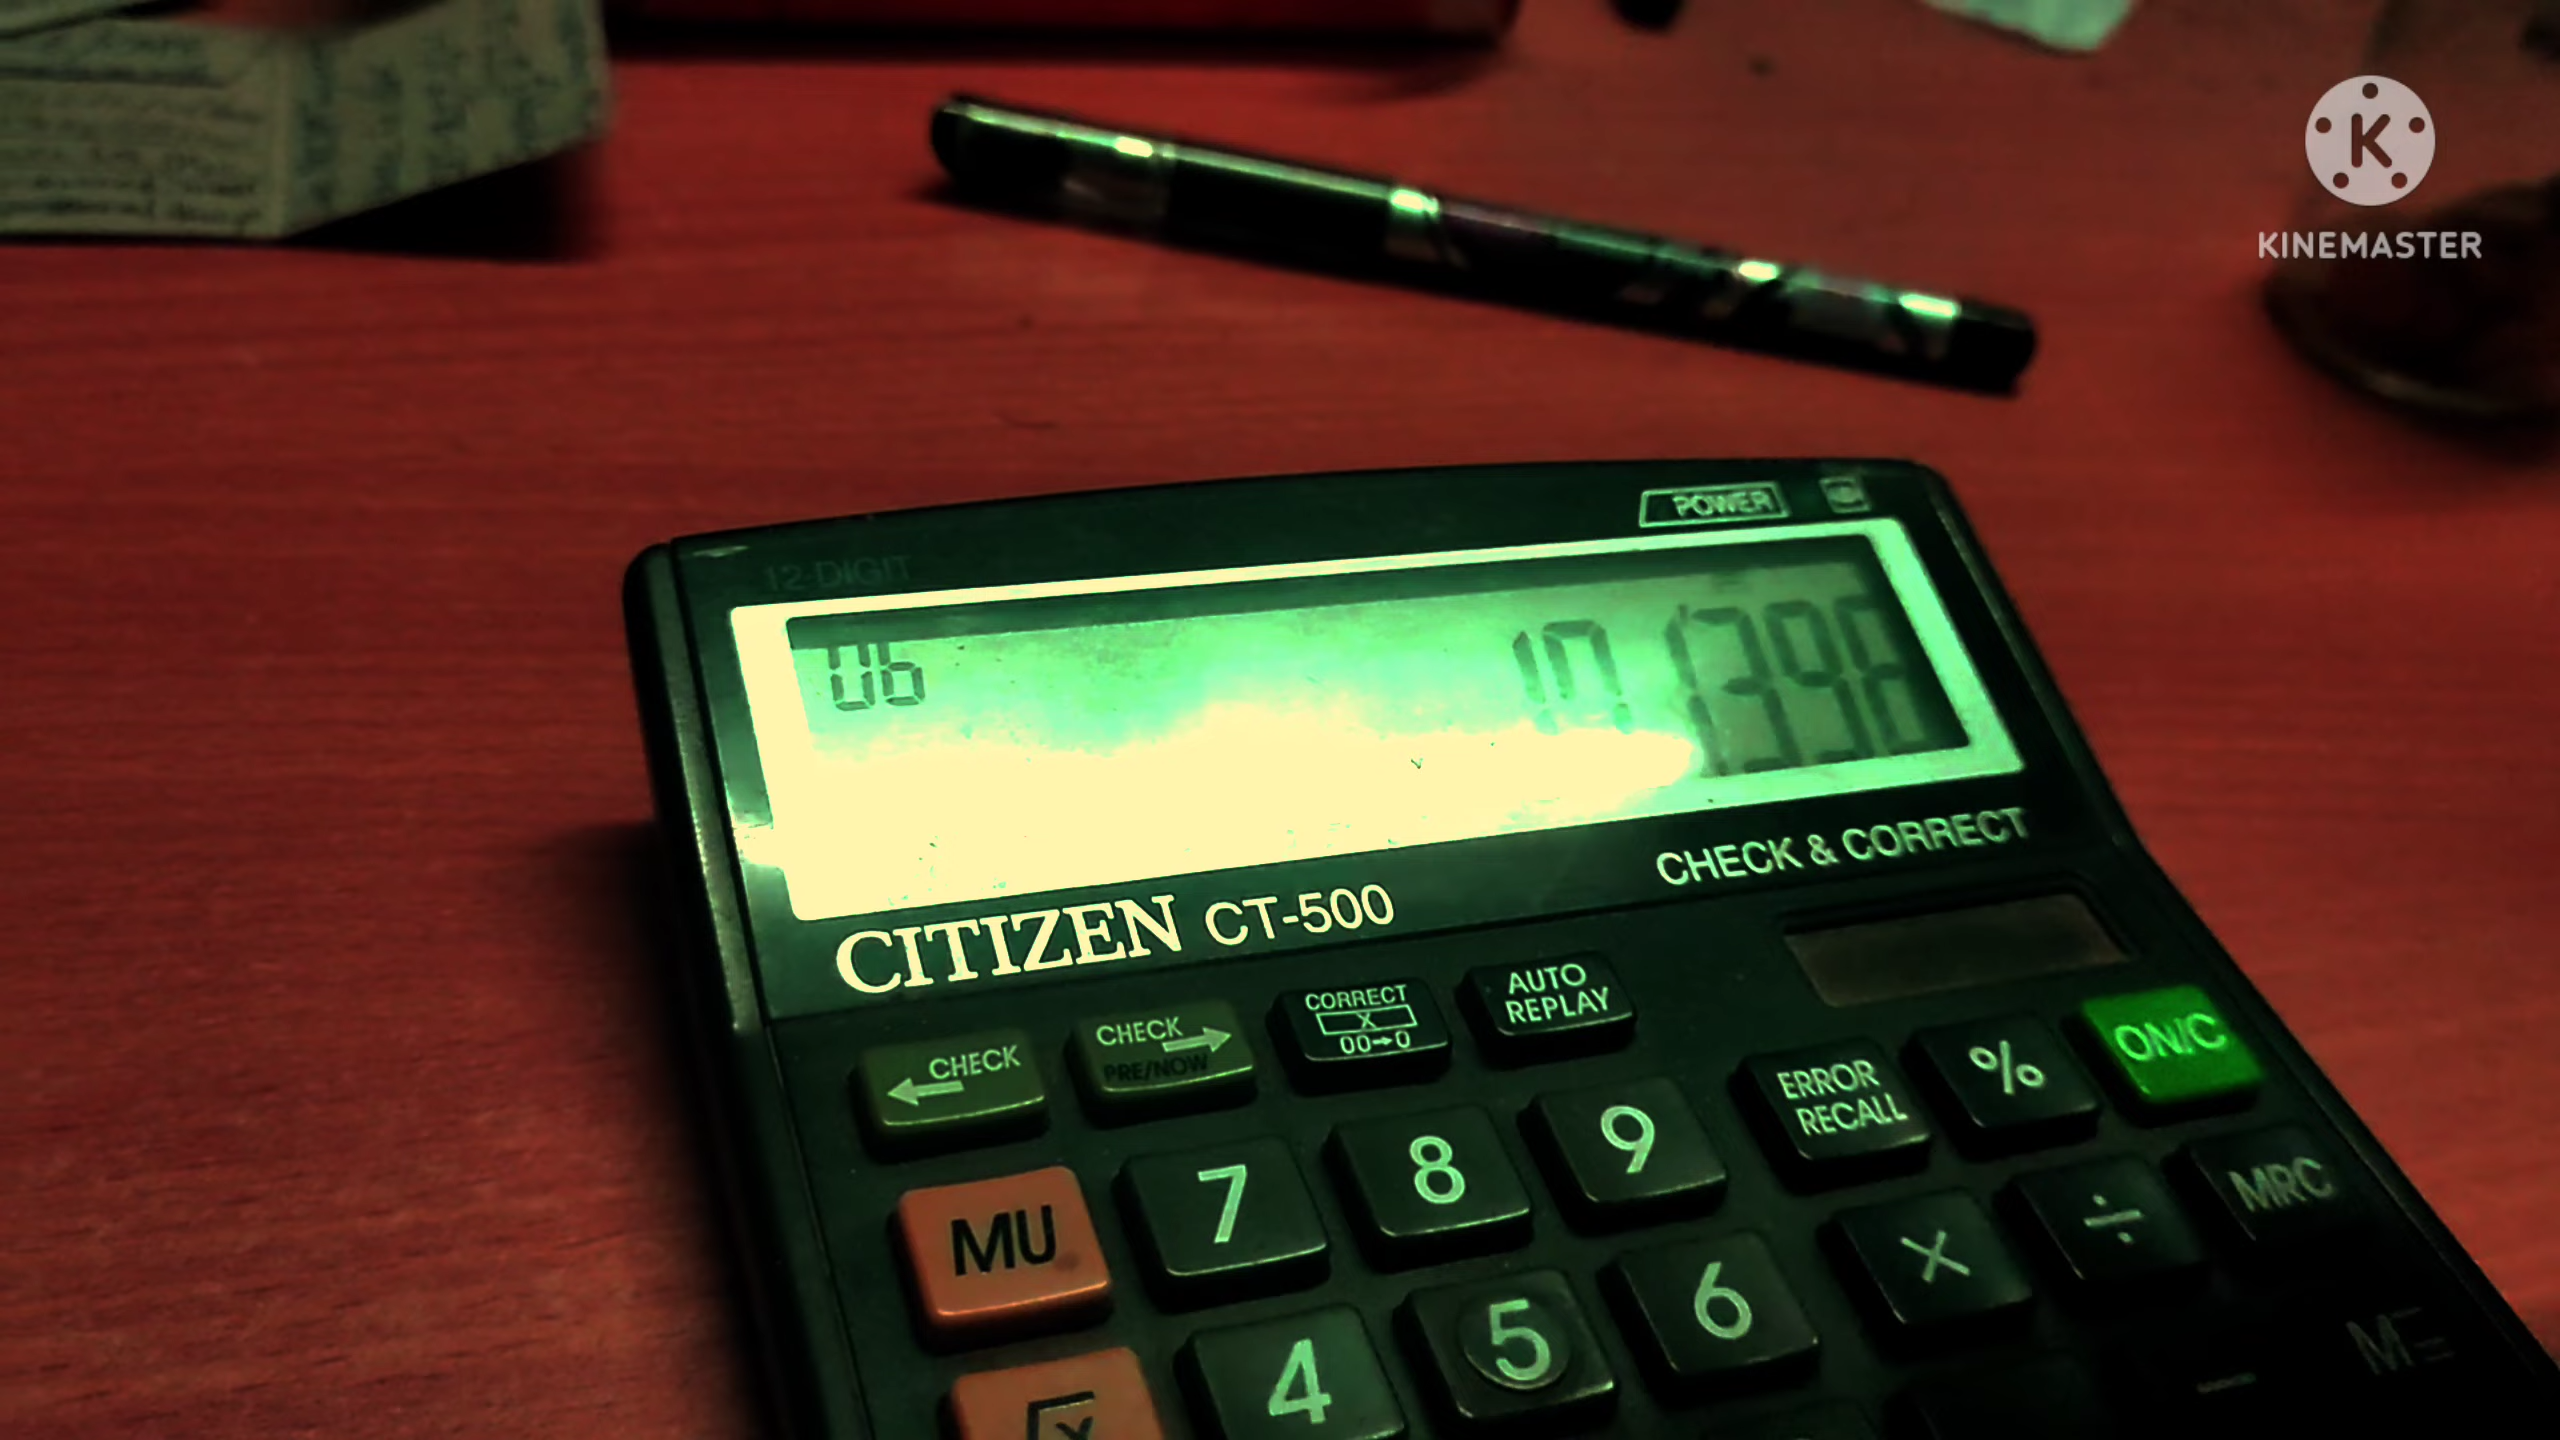 KINEMASTER
POWER
12-DIGIT
06
CHECK & CORRECT
CITIZEN CT-500
CHECK
CHECK
PRE/NOW
CORRECT
X
00→0
AUTO
REPLAY
ERROR
RECALL
%
ON/C
MU
7
8
9
×
÷
MRC
√x
4
5
6